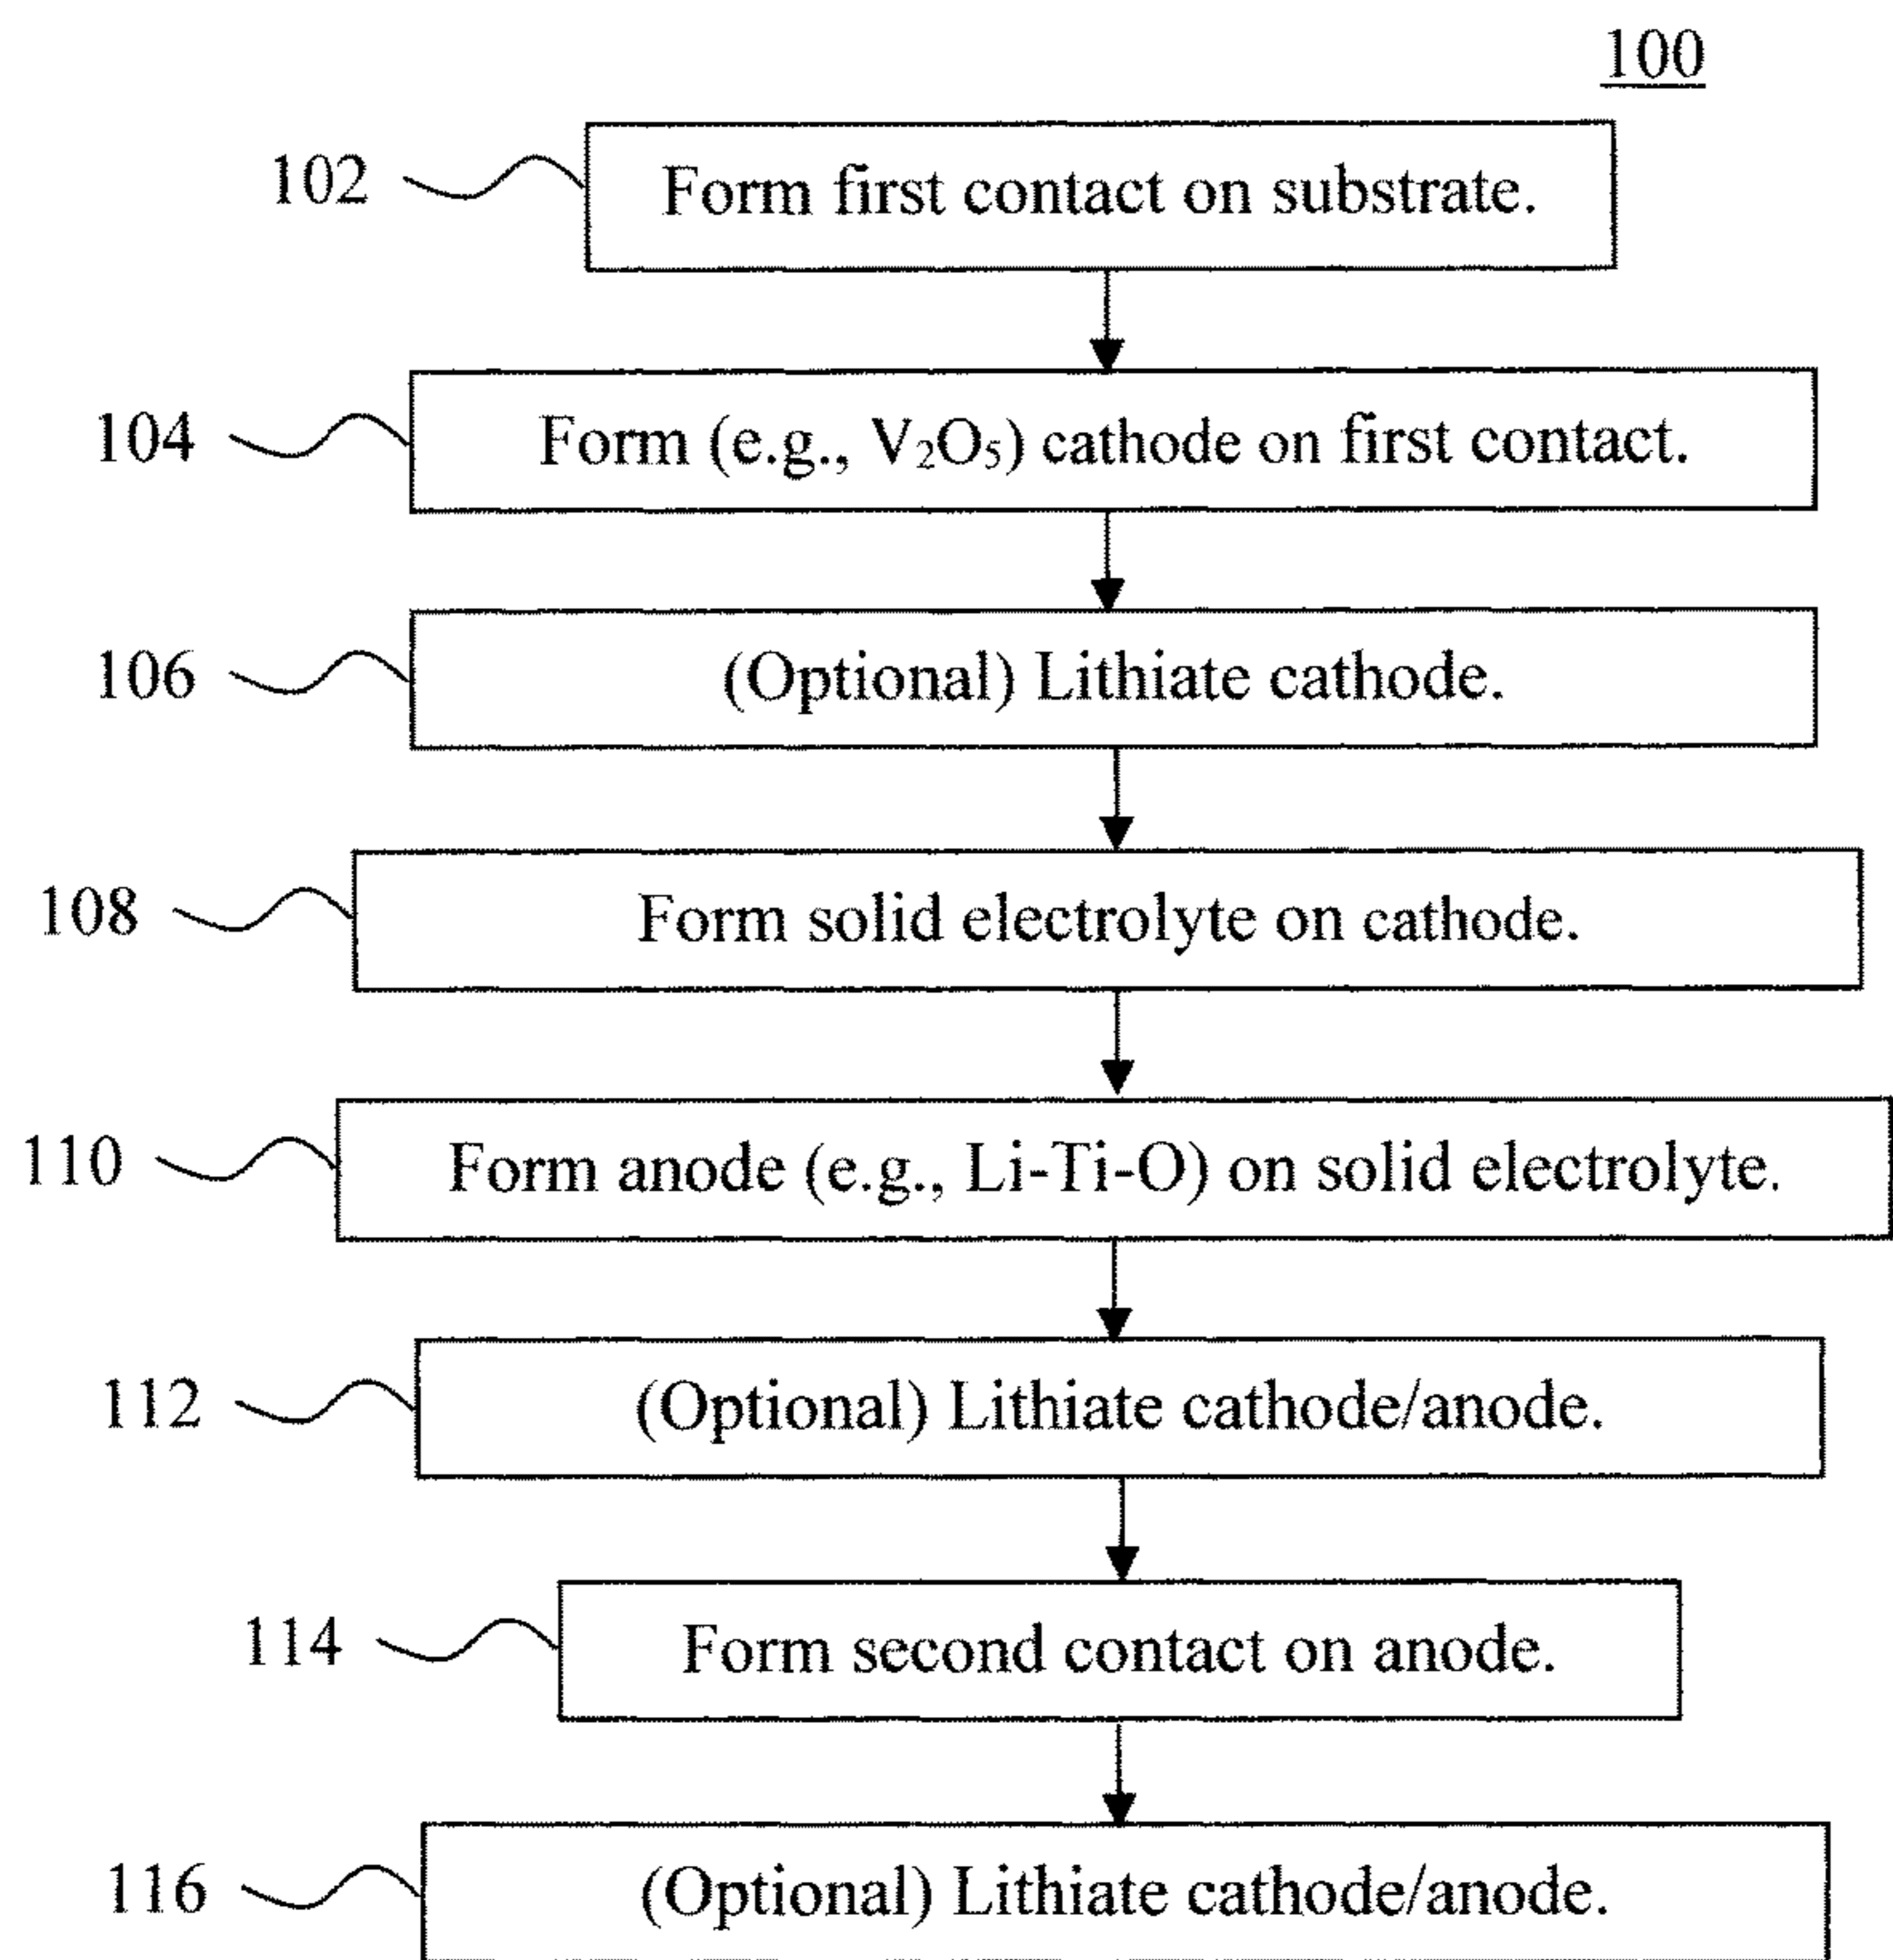 100
102 Form first contact on substrate.
104 Form (e.g., V₂O₅) cathode on first contact.
106 (Optional) Lithiate cathode.
108 Form solid electrolyte on cathode.
110 Form anode (e.g., Li-Ti-O) on solid electrolyte.
112 (Optional) Lithiate cathode/anode.
114 Form second contact on anode.
116 (Optional) Lithiate cathode/anode.